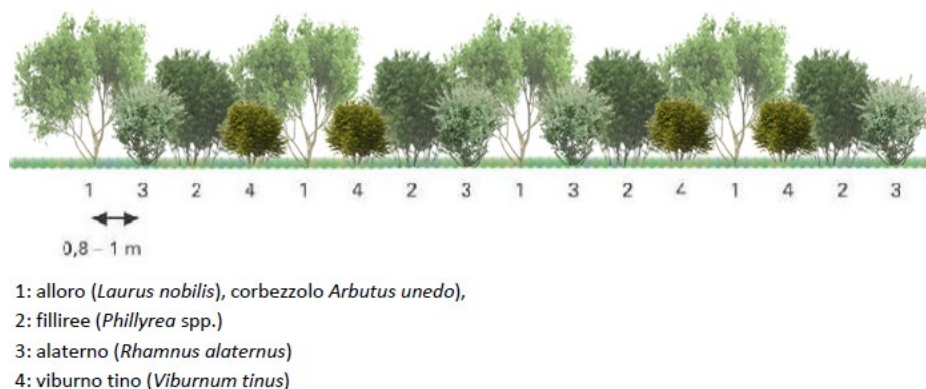 1 3 2 4 1 4 2 3 1 3 2 4 1 4 2 3
0,8 – 1 m
1: alloro (Laurus nobilis), corbezzolo Arbutus unedo),
2: filliree (Phillyrea spp.)
3: alaterno (Rhamnus alaternus)
4: viburno tino (Viburnum tinus)